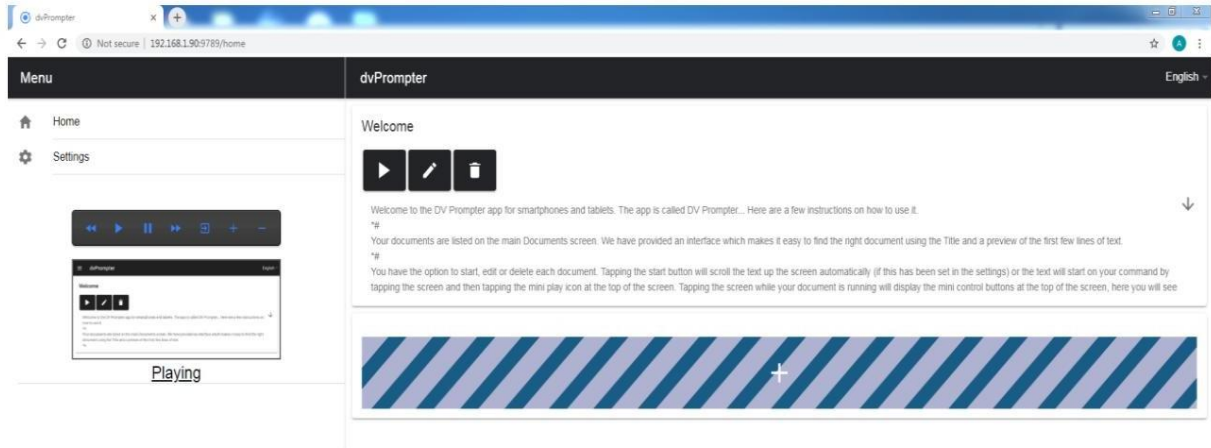 dvPrompter
Not secure | 192.168.1.90:9789/home
A
Menu
dvPrompter
English
Home
Settings
Welcome
Welcome to the DV Prompter app for smartphones and tablets. The app is called DV Prompter... Here are a few instructions on how to use it.
*#
Your documents are listed on the main Documents screen. We have provided an interface which makes it easy to find the right document using the Title and a preview of the first few lines of text.
*#
You have the option to start, edit or delete each document. Tapping the start button will scroll the text up the screen automatically (if this has been set in the settings) or the text will start on your command by
tapping the screen and then tapping the mini play icon at the top of the screen. Tapping the screen while your document is running will display the mini control buttons at the top of the screen, here you will see
dvPrompter
English
Welcome
Playing